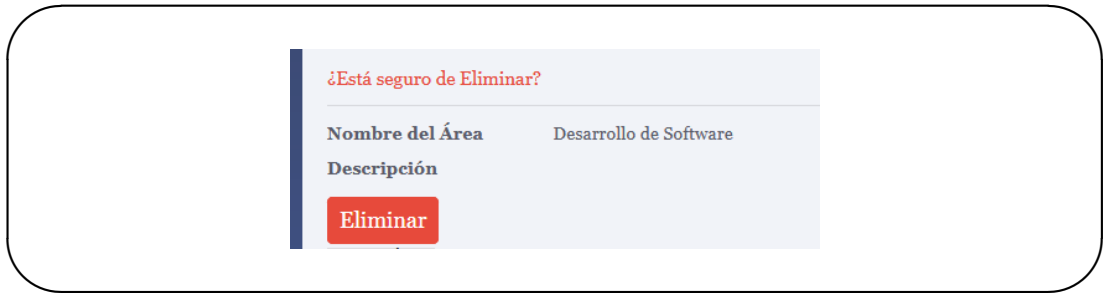 ¿Está seguro de Eliminar?
Nombre del Área Desarrollo de Software
Descripción
Eliminar